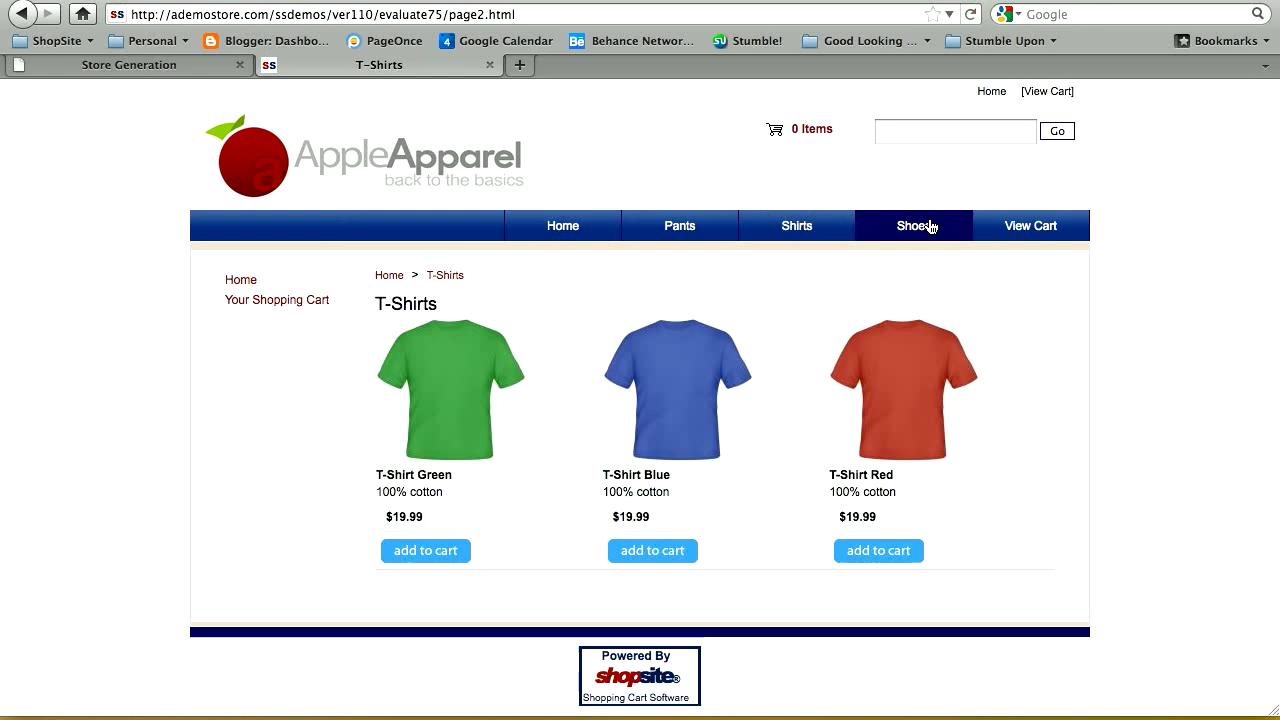 http://ademostore.com/ssdemos/ver110/evaluate75/page2.html
Google
ShopSite Personal Blogger: Dashbo... PageOnce 4 Google Calendar Bē Behance Networ... Stumble! Good Looking ... Stumble Upon Bookmarks
Store Generation
ss T-Shirts
Home [View Cart]
0 Items
Go
a
AppleApparel
back to the basics
Home Pants Shirts View Cart
Home
Your Shopping Cart
Home > T-Shirts
T-Shirts
T-Shirt Green
100% cotton
$19.99
add to cart
T-Shirt Blue
100% cotton
$19.99
add to cart
T-Shirt Red
100% cotton
$19.99
add to cart
Powered By
shopsite®
Shopping Cart Software